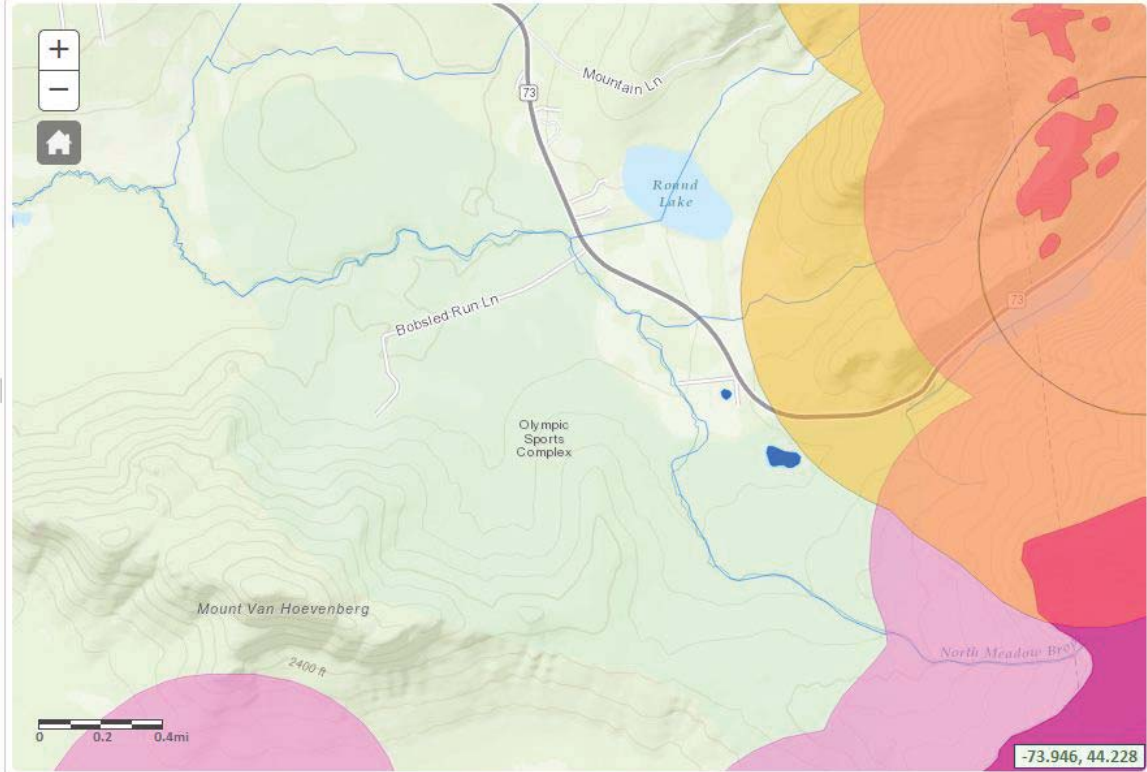 +
−
73
Mountain Ln
Round
Lake
73
Bobsled Run Ln
Olympic
Sports
Complex
Mount Van Hoevenberg
2400 ft
North Meadow Bro
0 0.2 0.4mi
-73.946, 44.228